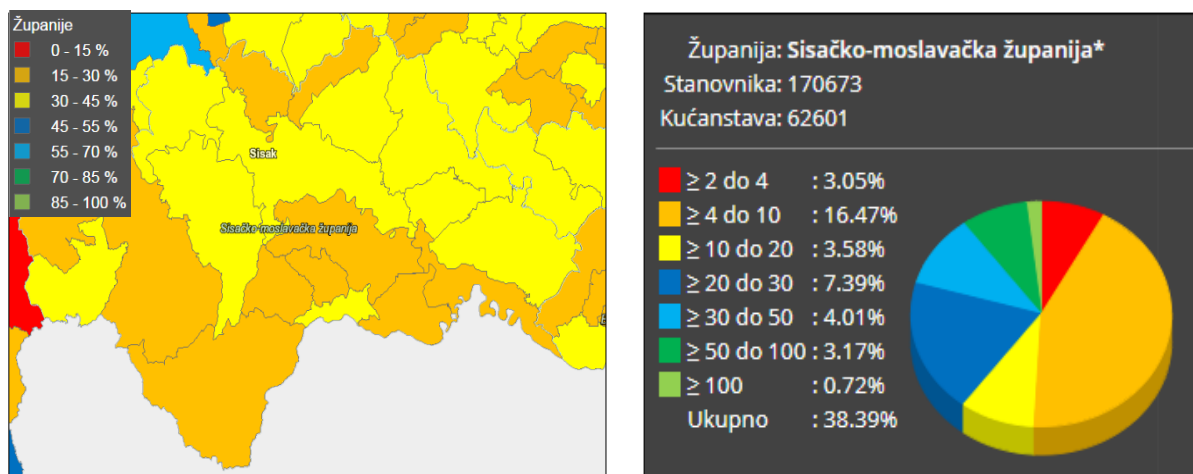 Županije
0 - 15 %
15 - 30 %
30 - 45 %
45 - 55 %
55 - 70 %
70 - 85 %
85 - 100 %
Sisak
Sisačko-moslavačka županija
Županija: Sisačko-moslavačka županija*
Stanovnika: 170673
Kućanstava: 62601
≥ 2 do 4 : 3.05%
≥ 4 do 10 : 16.47%
≥ 10 do 20 : 3.58%
≥ 20 do 30 : 7.39%
≥ 30 do 50 : 4.01%
≥ 50 do 100 : 3.17%
≥ 100 : 0.72%
Ukupno : 38.39%